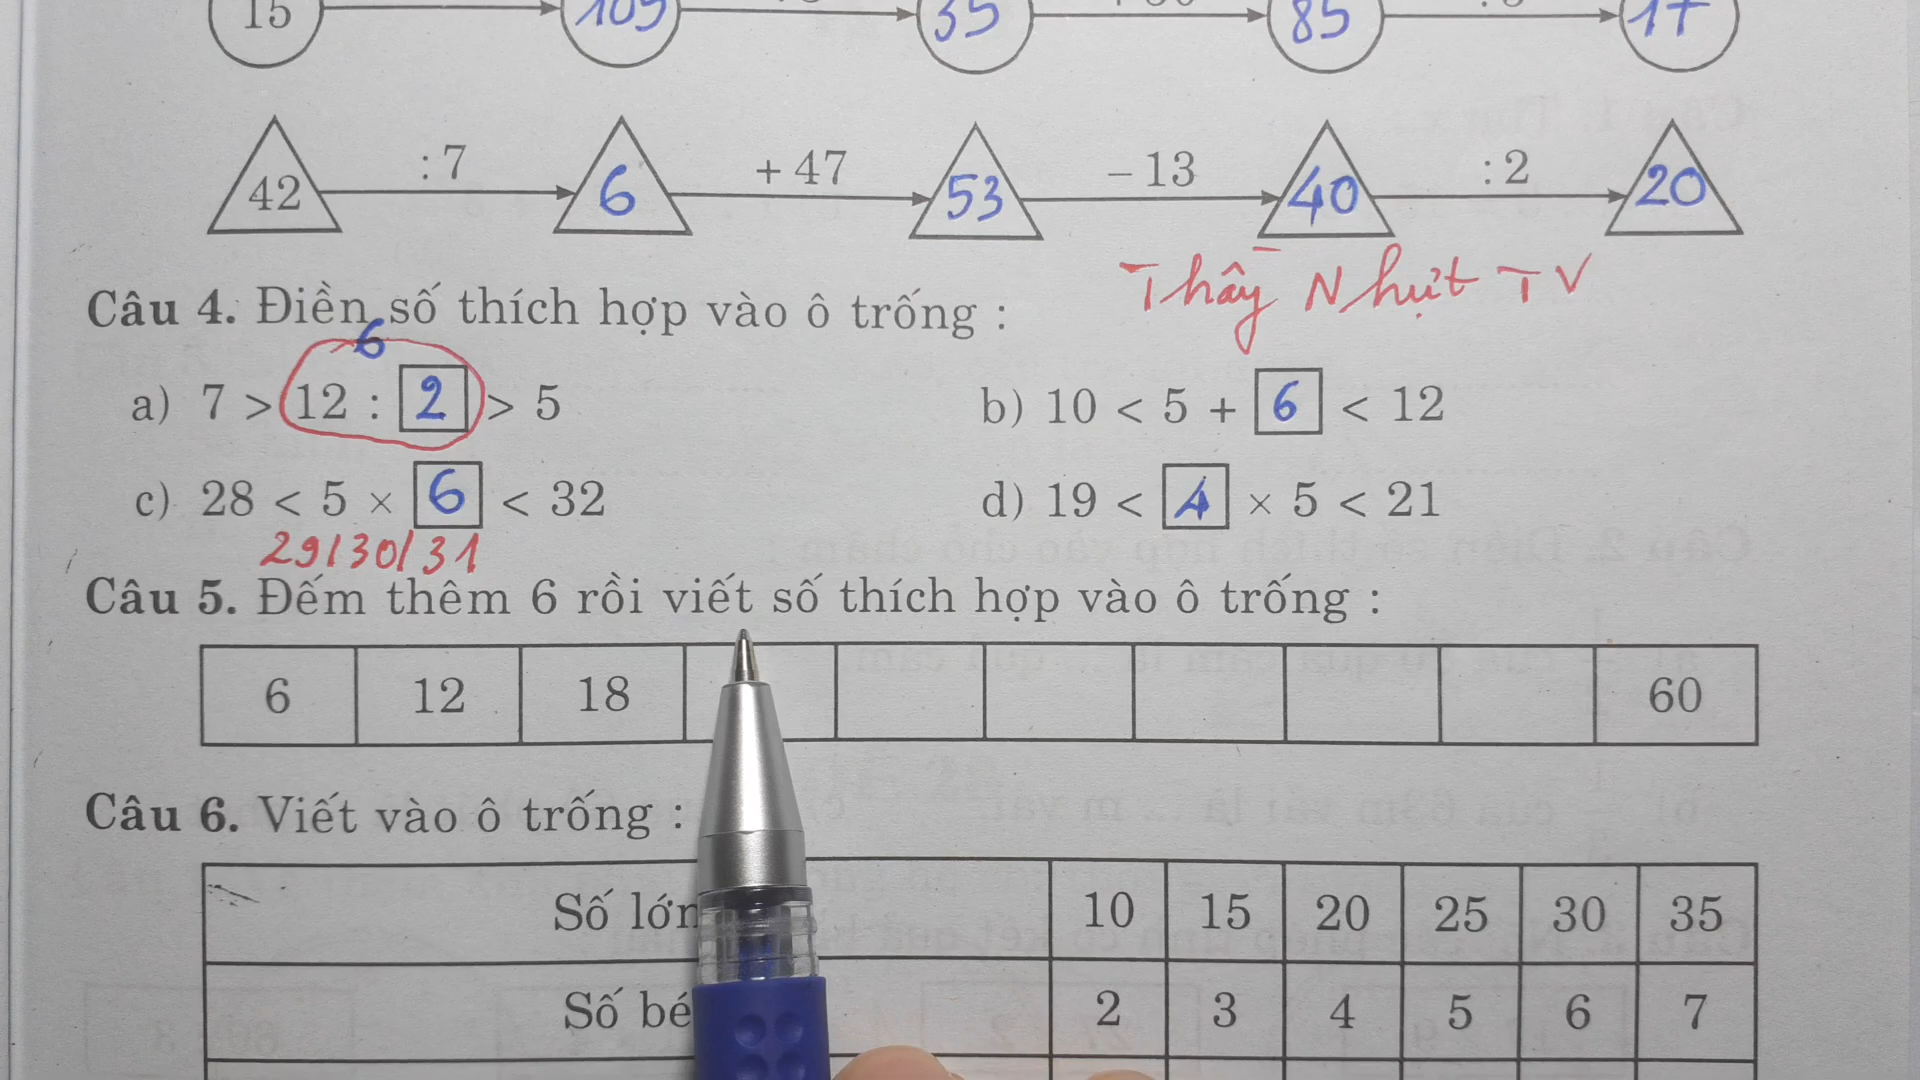 15 105 35 85 17
: 7 + 47 – 13 : 2
42 6 53 40 20
Thầy Nhựt TV
Câu 4. Điền số thích hợp vào ô trống :
6
a) 7 > 12 : 2 > 5 b) 10 < 5 + 6 < 12
c) 28 < 5 × 6 < 32 d) 19 < 4 × 5 < 21
29/30/31
Câu 5. Đếm thêm 6 rồi viết số thích hợp vào ô trống :
6 12 18 60
Câu 6. Viết vào ô trống :
Số lớn 10 15 20 25 30 35
Số bé 2 3 4 5 6 7